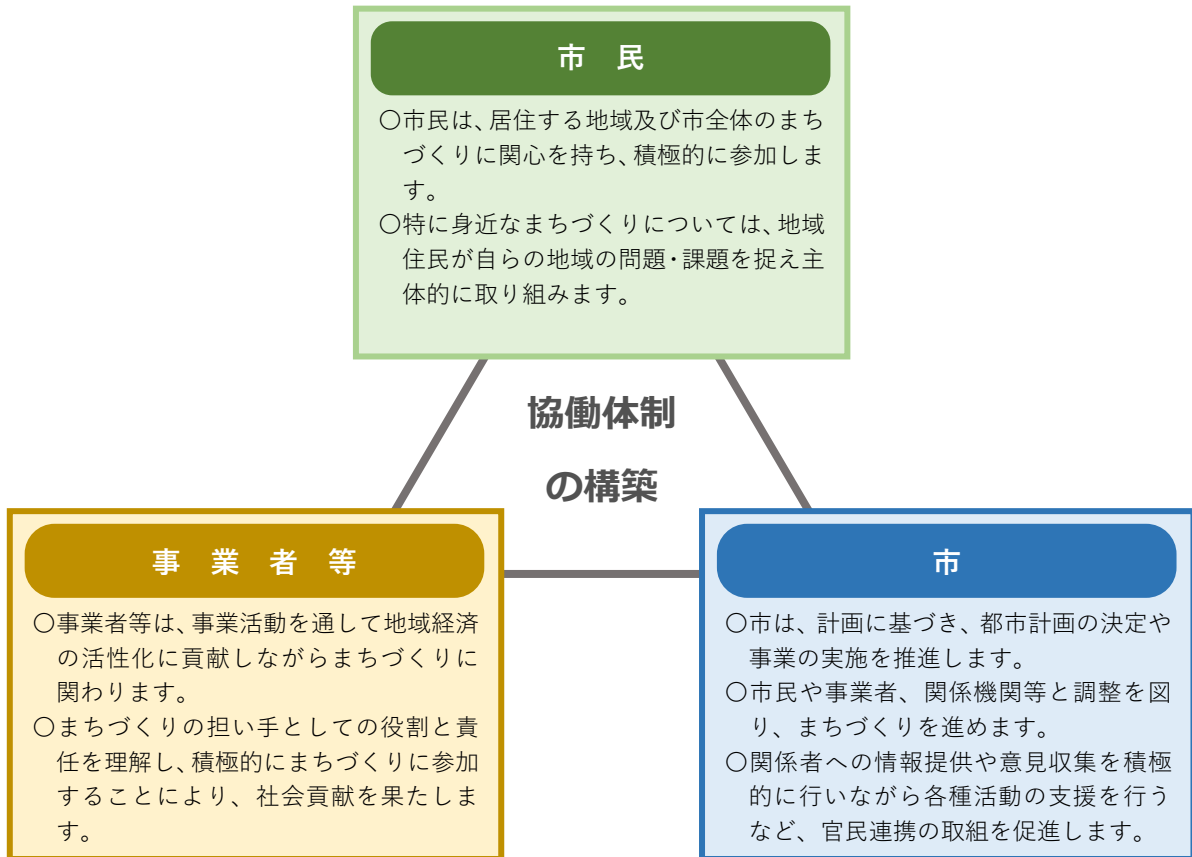 市 民
〇市民は、居住する地域及び市全体のまち
づくりに関心を持ち、積極的に参加しま
す。
〇特に身近なまちづくりについては、地域
住民が自らの地域の問題・課題を捉え主
体的に取り組みます。
協働体制
の構築
事 業 者 等
〇事業者等は、事業活動を通して地域経済
の活性化に貢献しながらまちづくりに
関わります。
〇まちづくりの担い手としての役割と責
任を理解し、積極的にまちづくりに参加
することにより、社会貢献を果たしま
す。
市
〇市は、計画に基づき、都市計画の決定や
事業の実施を推進します。
〇市民や事業者、関係機関等と調整を図
り、まちづくりを進めます。
〇関係者への情報提供や意見収集を積極
的に行いながら各種活動の支援を行う
など、官民連携の取組を促進します。